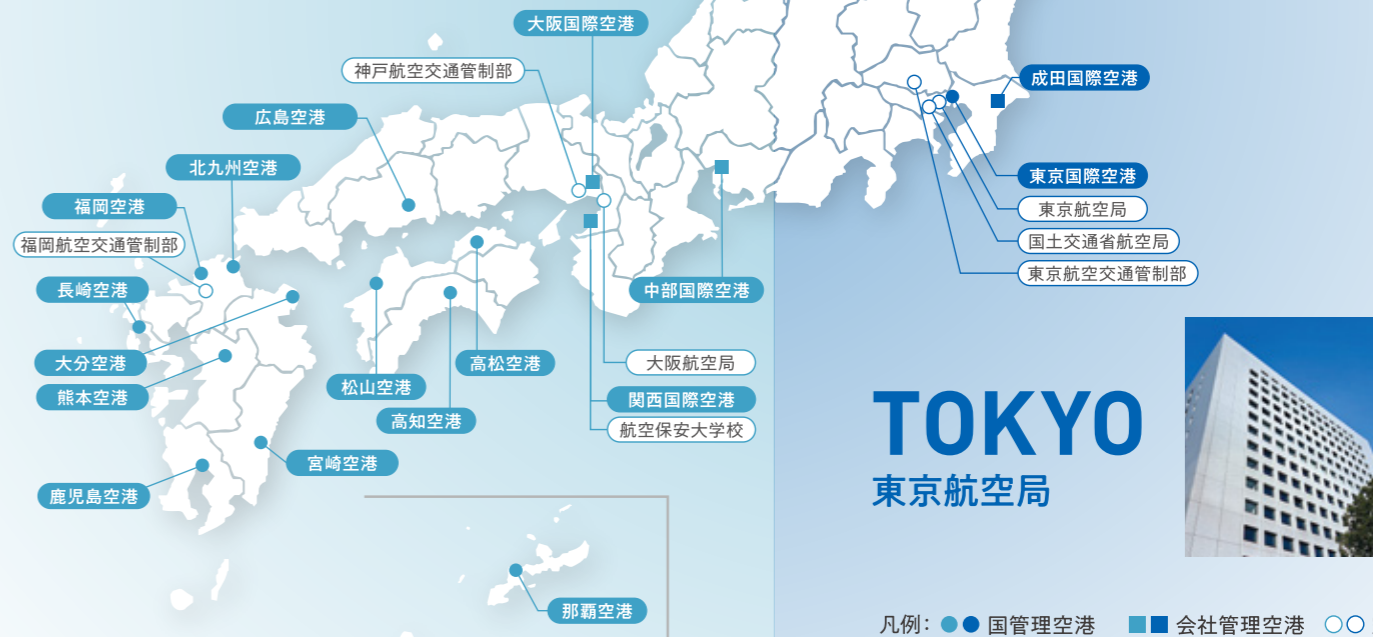 大阪国際空港
神戸航空交通管制部
成田国際空港
広島空港
北九州空港
東京国際空港
福岡空港
東京航空局
福岡航空交通管制部
国土交通省航空局
東京航空交通管制部
長崎空港
中部国際空港
大分空港
高松空港
大阪航空局
松山空港
熊本空港
関西国際空港
高知空港
航空保安大学校
宮崎空港
鹿児島空港
TOKYO
東京航空局
那覇空港
凡例: 国管理空港 会社管理空港